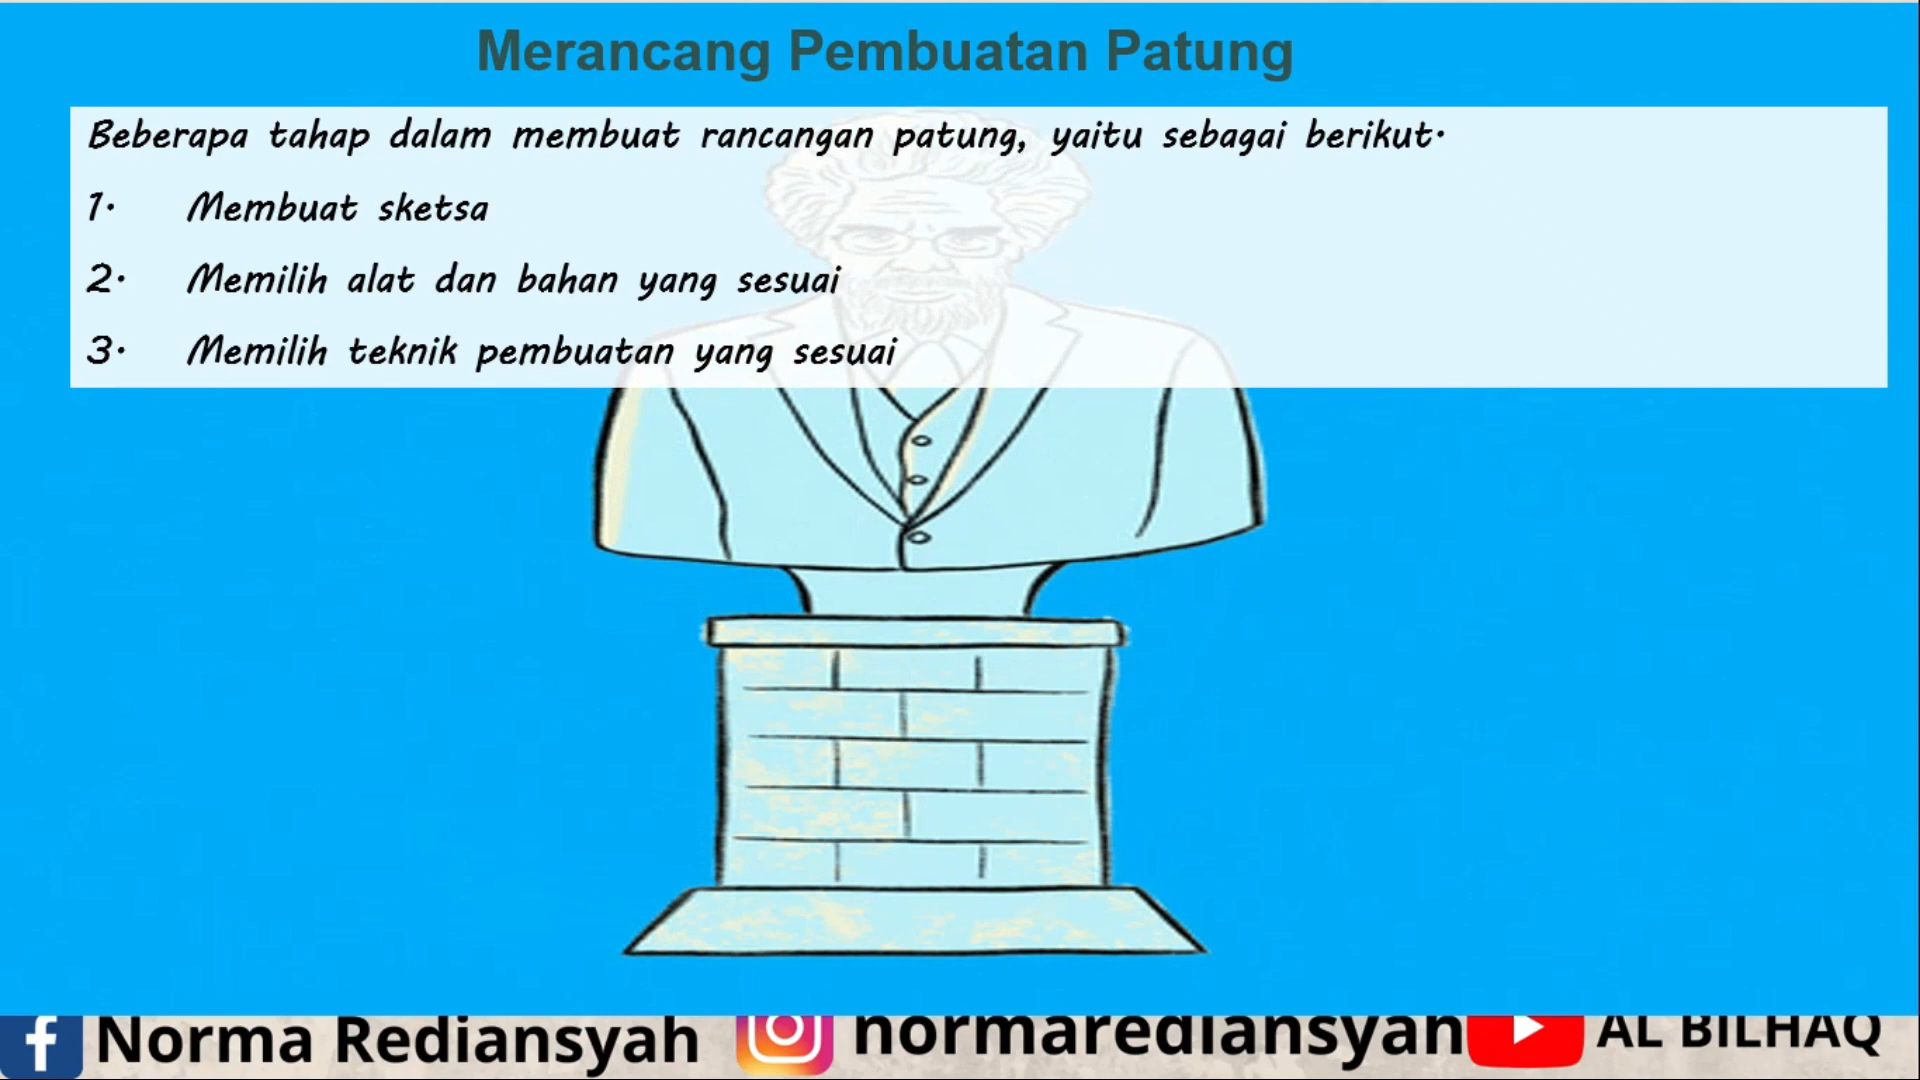 Merancang Pembuatan Patung
Beberapa tahap dalam membuat rancangan patung, yaitu sebagai berikut.
1. Membuat sketsa
2. Memilih alat dan bahan yang sesuai
3. Memilih teknik pembuatan yang sesuai
Norma Rediansyah normarediansyah AL BILHAQ